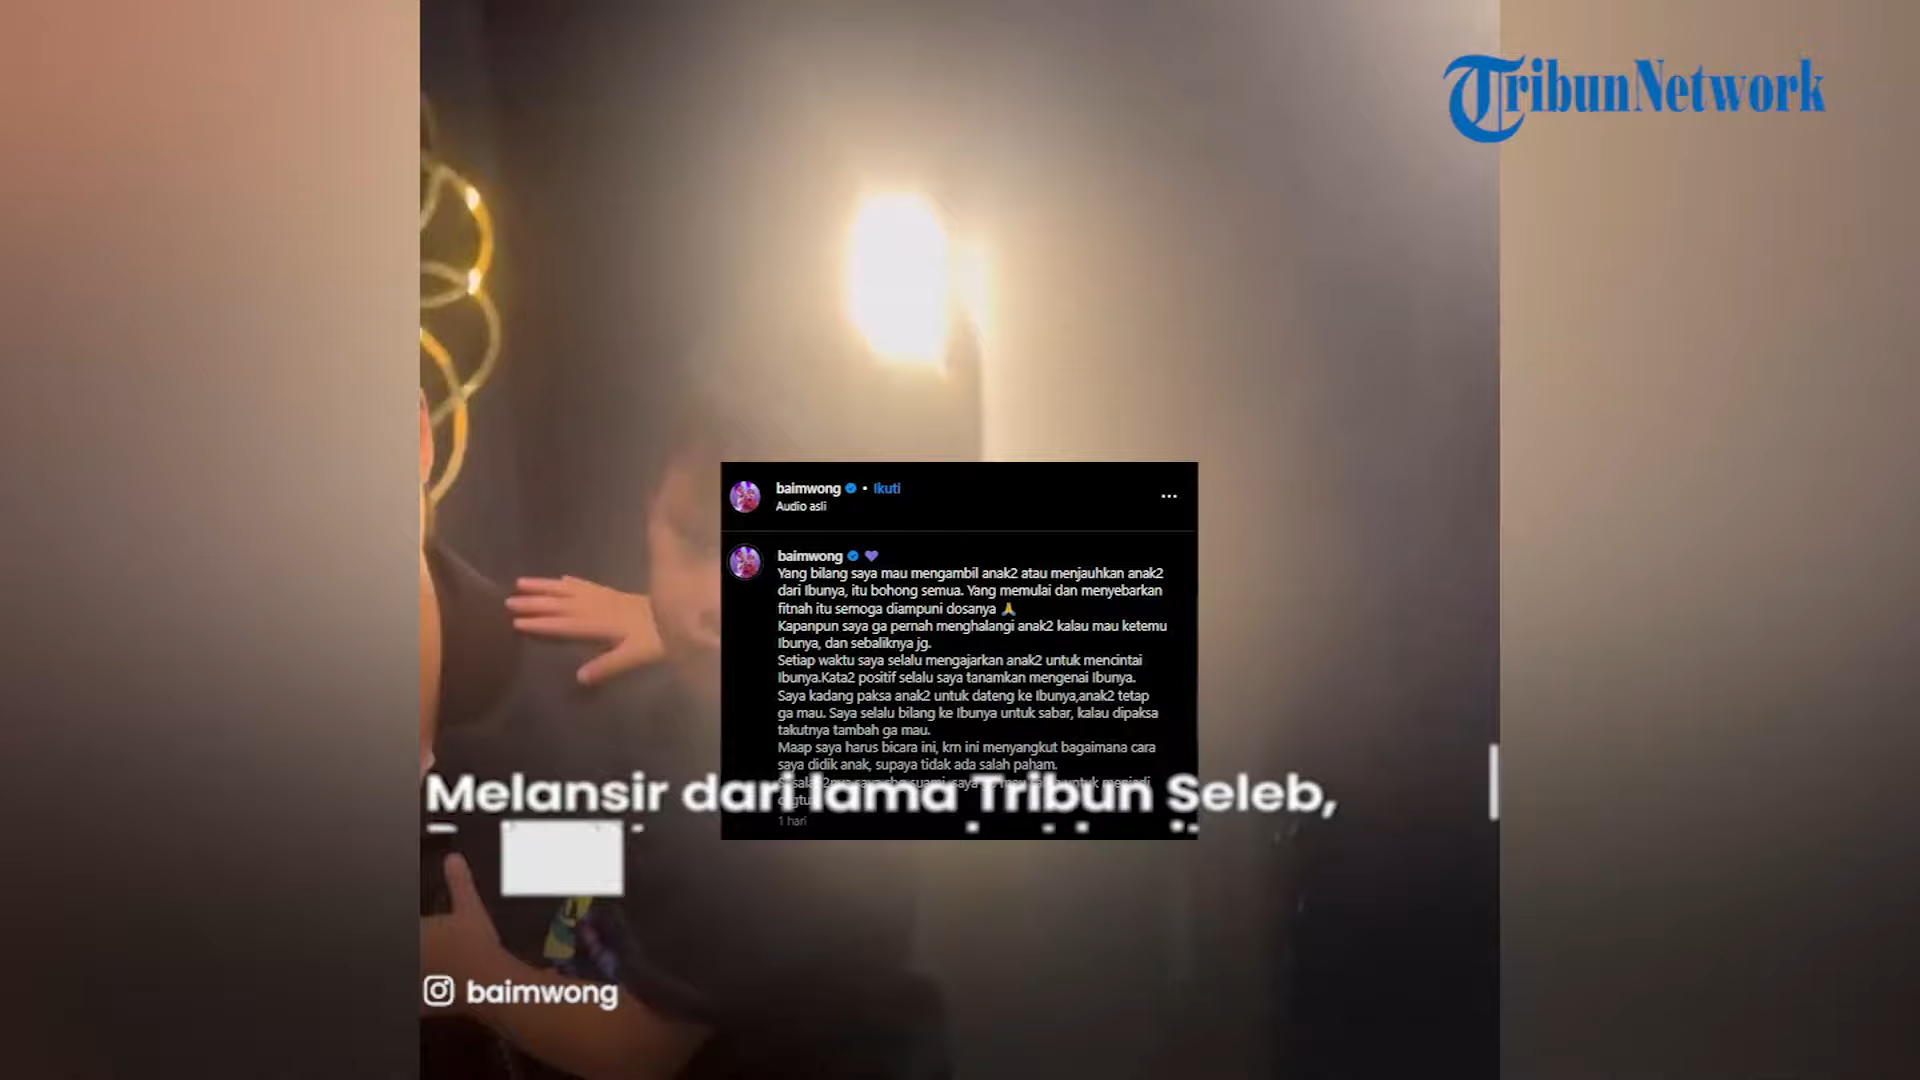 TribunNetwork
baimwong • Ikuti
Audio asli
baimwong 💜
Yang bilang saya mau mengambil anak2 atau menjauhkan anak2
dari Ibunya, itu bohong semua. Yang memulai dan menyebarkan
fitnah itu semoga diampuni dosanya 🙏
Kapanpun saya ga pernah menghalangi anak2 kalau mau ketemu
Ibunya, dan sebaliknya jg.
Setiap waktu saya selalu mengajarkan anak2 untuk mencintai
Ibunya.Kata2 positif selalu saya tanamkan mengenai Ibunya.
Saya kadang paksa anak2 untuk dateng ke Ibunya,anak2 tetap
ga mau. Saya selalu bilang ke Ibunya untuk sabar, kalau dipaksa
takutnya tambah ga mau.
Maap saya harus bicara ini, krn ini menyangkut bagaimana cara
saya didik anak, supaya tidak ada salah paham.
Melansir dari lama Tribun Seleb,
1 hari
baimwong